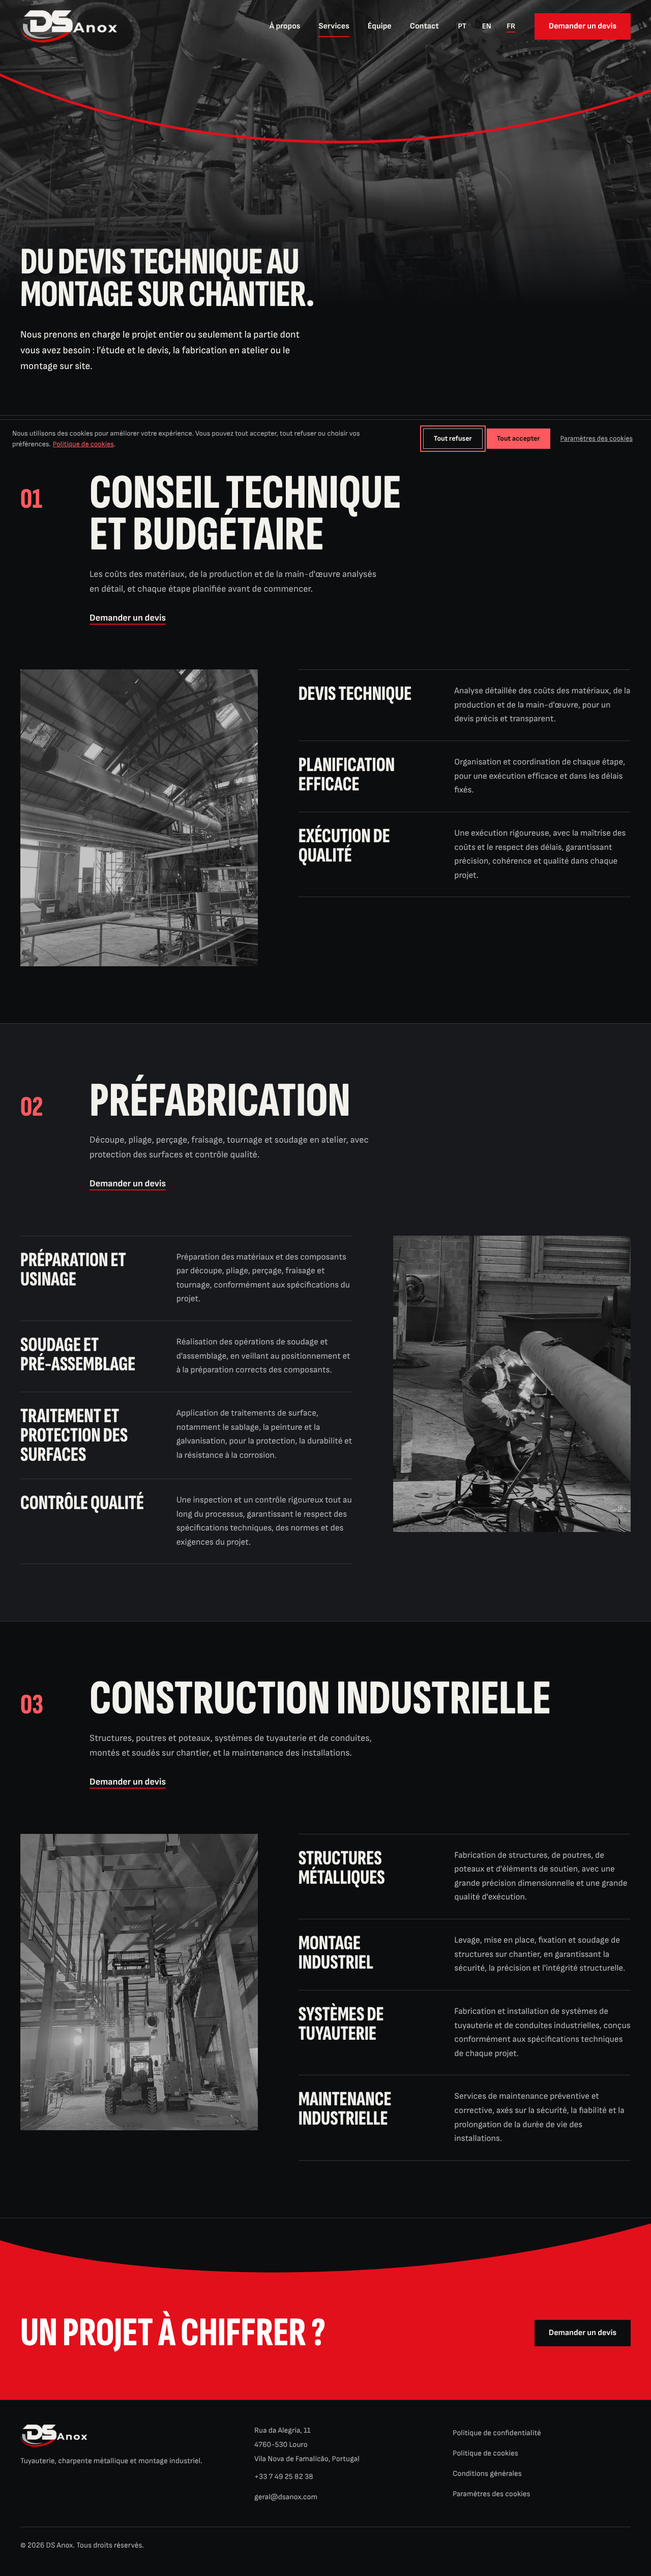 DS Anox
À propos
Services
Équipe
Contact
PT
EN
FR
Demander un devis
DU DEVIS TECHNIQUE AU
MONTAGE SUR CHANTIER.
Nous prenons en charge le projet entier ou seulement la partie dont
vous avez besoin : l'étude et le devis, la fabrication en atelier ou le
montage sur site.
Nous utilisons des cookies pour améliorer votre expérience. Vous pouvez tout accepter, tout refuser ou choisir vos
préférences. Politique de cookies.
Tout refuser
Tout accepter
Paramètres des cookies
01
CONSEIL TECHNIQUE
ET BUDGÉTAIRE
Les coûts des matériaux, de la production et de la main-d'œuvre analysés
en détail, et chaque étape planifiée avant de commencer.
Demander un devis
DEVIS TECHNIQUE
Analyse détaillée des coûts des matériaux, de la
production et de la main-d'œuvre, pour un
devis précis et transparent.
PLANIFICATION
EFFICACE
Organisation et coordination de chaque étape,
pour une exécution efficace et dans les délais
fixés.
EXÉCUTION DE
QUALITÉ
Une exécution rigoureuse, avec la maîtrise des
coûts et le respect des délais, garantissant
précision, cohérence et qualité dans chaque
projet.
02
PRÉFABRICATION
Découpe, pliage, perçage, fraisage, tournage et soudage en atelier, avec
protection des surfaces et contrôle qualité.
Demander un devis
PRÉPARATION ET
USINAGE
Préparation des matériaux et des composants
par découpe, pliage, perçage, fraisage et
tournage, conformément aux spécifications du
projet.
SOUDAGE ET
PRÉ-ASSEMBLAGE
Réalisation des opérations de soudage et
d'assemblage, en veillant au positionnement et
à la préparation corrects des composants.
TRAITEMENT ET
PROTECTION DES
SURFACES
Application de traitements de surface,
notamment le sablage, la peinture et la
galvanisation, pour la protection, la durabilité et
la résistance à la corrosion.
CONTRÔLE QUALITÉ
Une inspection et un contrôle rigoureux tout au
long du processus, garantissant le respect des
spécifications techniques, des normes et des
exigences du projet.
03
CONSTRUCTION INDUSTRIELLE
Structures, poutres et poteaux, systèmes de tuyauterie et de conduites,
montés et soudés sur chantier, et la maintenance des installations.
Demander un devis
STRUCTURES
MÉTALLIQUES
Fabrication de structures, de poutres, de
poteaux et d'éléments de soutien, avec une
grande précision dimensionnelle et une grande
qualité d'exécution.
MONTAGE
INDUSTRIEL
Levage, mise en place, fixation et soudage de
structures sur chantier, en garantissant la
sécurité, la précision et l'intégrité structurelle.
SYSTÈMES DE
TUYAUTERIE
Fabrication et installation de systèmes de
tuyauterie et de conduites industrielles, conçus
conformément aux spécifications techniques
de chaque projet.
MAINTENANCE
INDUSTRIELLE
Services de maintenance préventive et
corrective, axés sur la sécurité, la fiabilité et la
prolongation de la durée de vie des
installations.
UN PROJET À CHIFFRER ?
Demander un devis
DS Anox
Tuyauterie, charpente métallique et montage industriel.
Rua da Alegria, 11
4760-530 Louro
Vila Nova de Famalicão, Portugal
+33 7 49 25 82 38
geral@dsanox.com
Politique de confidentialité
Politique de cookies
Conditions générales
Paramètres des cookies
© 2026 DS Anox. Tous droits réservés.